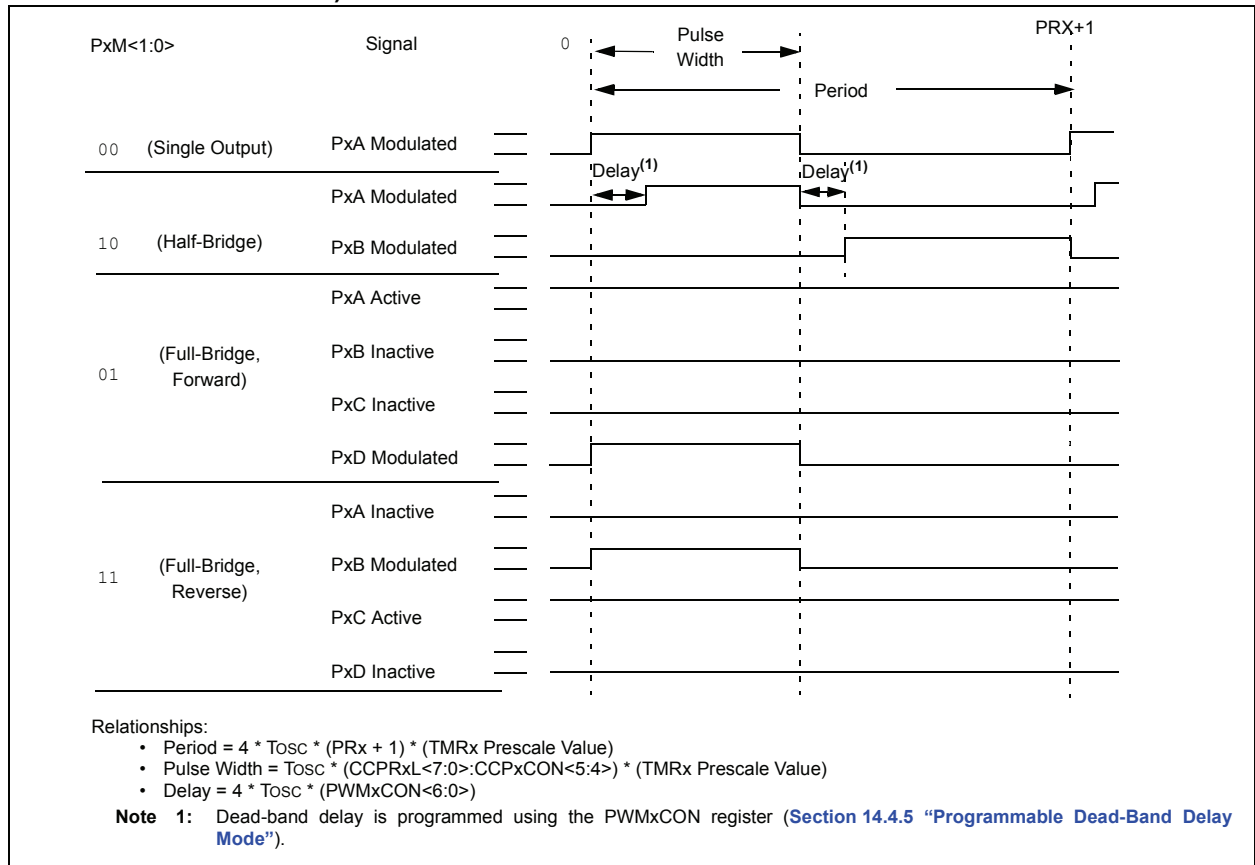 PxM<1:0> Signal 0 Pulse Width PRX+1
Period
00 (Single Output) PxA Modulated
Delay(1) Delay(1)
PxA Modulated
10 (Half-Bridge) PxB Modulated
PxA Active
01 (Full-Bridge, Forward) PxB Inactive
PxC Inactive
PxD Modulated
PxA Inactive
11 (Full-Bridge, Reverse) PxB Modulated
PxC Active
PxD Inactive
Relationships:
• Period = 4 * TOSC * (PRx + 1) * (TMRx Prescale Value)
• Pulse Width = TOSC * (CCPRxL<7:0>:CCPxCON<5:4>) * (TMRx Prescale Value)
• Delay = 4 * TOSC * (PWMxCON<6:0>)
Note 1: Dead-band delay is programmed using the PWMxCON register (Section 14.4.5 “Programmable Dead-Band Delay
Mode”).